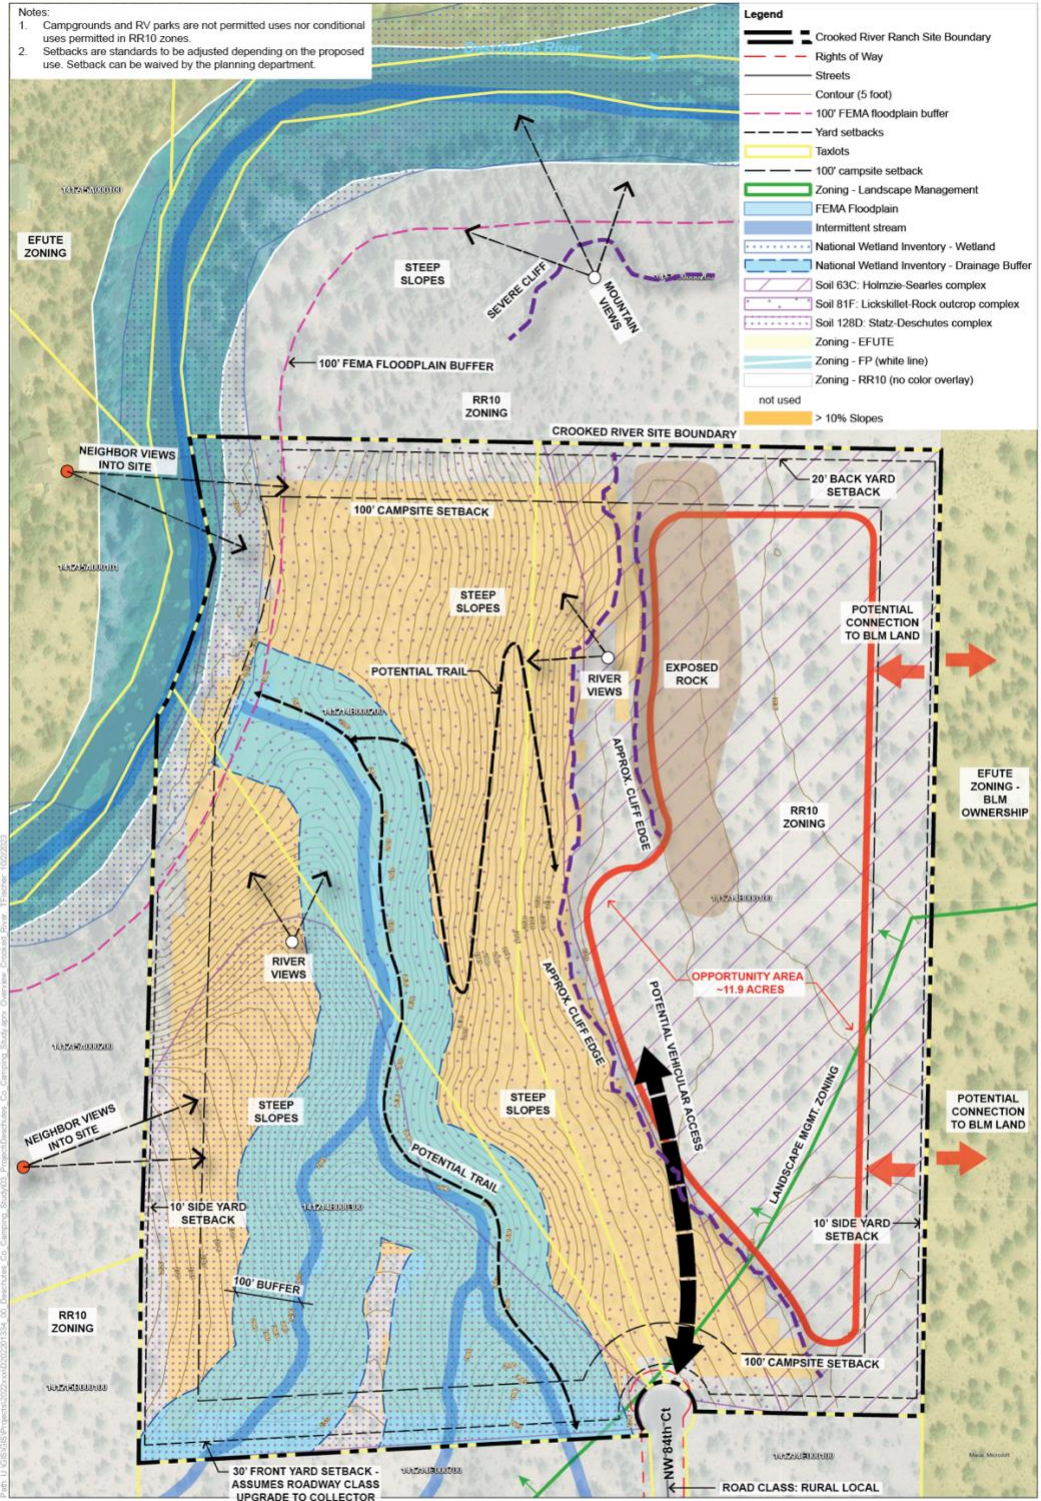 Notes:
1. Campgrounds and RV parks are not permitted uses nor conditional
uses permitted in RR10 zones.
2. Setbacks are standards to be adjusted depending on the proposed
use. Setback can be waived by the planning department.
Legend
Crooked River Ranch Site Boundary
Rights of Way
Streets
Contour (5 foot)
100' FEMA floodplain buffer
Yard setbacks
Taxlots
100' campsite setback
Zoning - Landscape Management
FEMA Floodplain
Intermittent stream
National Wetland Inventory - Wetland
National Wetland Inventory - Drainage Buffer
Soil 63C: Holmzie-Searles complex
Soil 81F: Lickskillet-Rock outcrop complex
Soil 128D: Statz-Deschutes complex
Zoning - EFUTE
Zoning - FP (white line)
Zoning - RR10 (no color overlay)
not used
> 10% Slopes
Deschutes River
EFUTE
ZONING
STEEP
SLOPES
SEVERE CLIFF
MOUNTAIN
VIEWS
100' FEMA FLOODPLAIN BUFFER
RR10
ZONING
CROOKED RIVER SITE BOUNDARY
NEIGHBOR VIEWS
INTO SITE
20' BACK YARD
SETBACK
100' CAMPSITE SETBACK
STEEP
SLOPES
POTENTIAL
CONNECTION
TO BLM LAND
POTENTIAL TRAIL
RIVER
VIEWS
EXPOSED
ROCK
APPROX. CLIFF EDGE
RR10
ZONING
EFUTE
ZONING -
BLM
OWNERSHIP
RIVER
VIEWS
APPROX. CLIFF EDGE
OPPORTUNITY AREA
~11.9 ACRES
POTENTIAL VEHICULAR ACCESS
STEEP
SLOPES
STEEP
SLOPES
LANDSCAPE MGMT. ZONING
POTENTIAL
CONNECTION
TO BLM LAND
NEIGHBOR VIEWS
INTO SITE
POTENTIAL TRAIL
10' SIDE YARD
SETBACK
10' SIDE YARD
SETBACK
100' BUFFER
RR10
ZONING
100' CAMPSITE SETBACK
NW 84th Ct
30' FRONT YARD SETBACK -
ASSUMES ROADWAY CLASS
UPGRADE TO COLLECTOR
ROAD CLASS: RURAL LOCAL